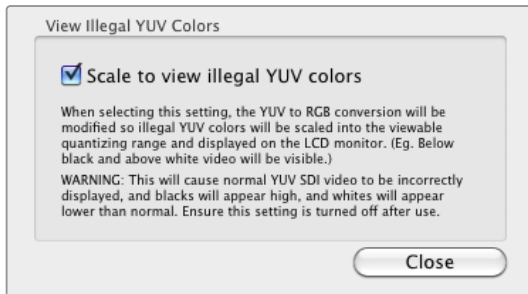 View Illegal YUV Colors
Scale to view illegal YUV colors
When selecting this setting, the YUV to RGB conversion will be
modified so illegal YUV colors will be scaled into the viewable
quantizing range and displayed on the LCD monitor. (Eg. Below
black and above white video will be visible.)
WARNING: This will cause normal YUV SDI video to be incorrectly
displayed, and blacks will appear high, and whites will appear
lower than normal. Ensure this setting is turned off after use.
Close